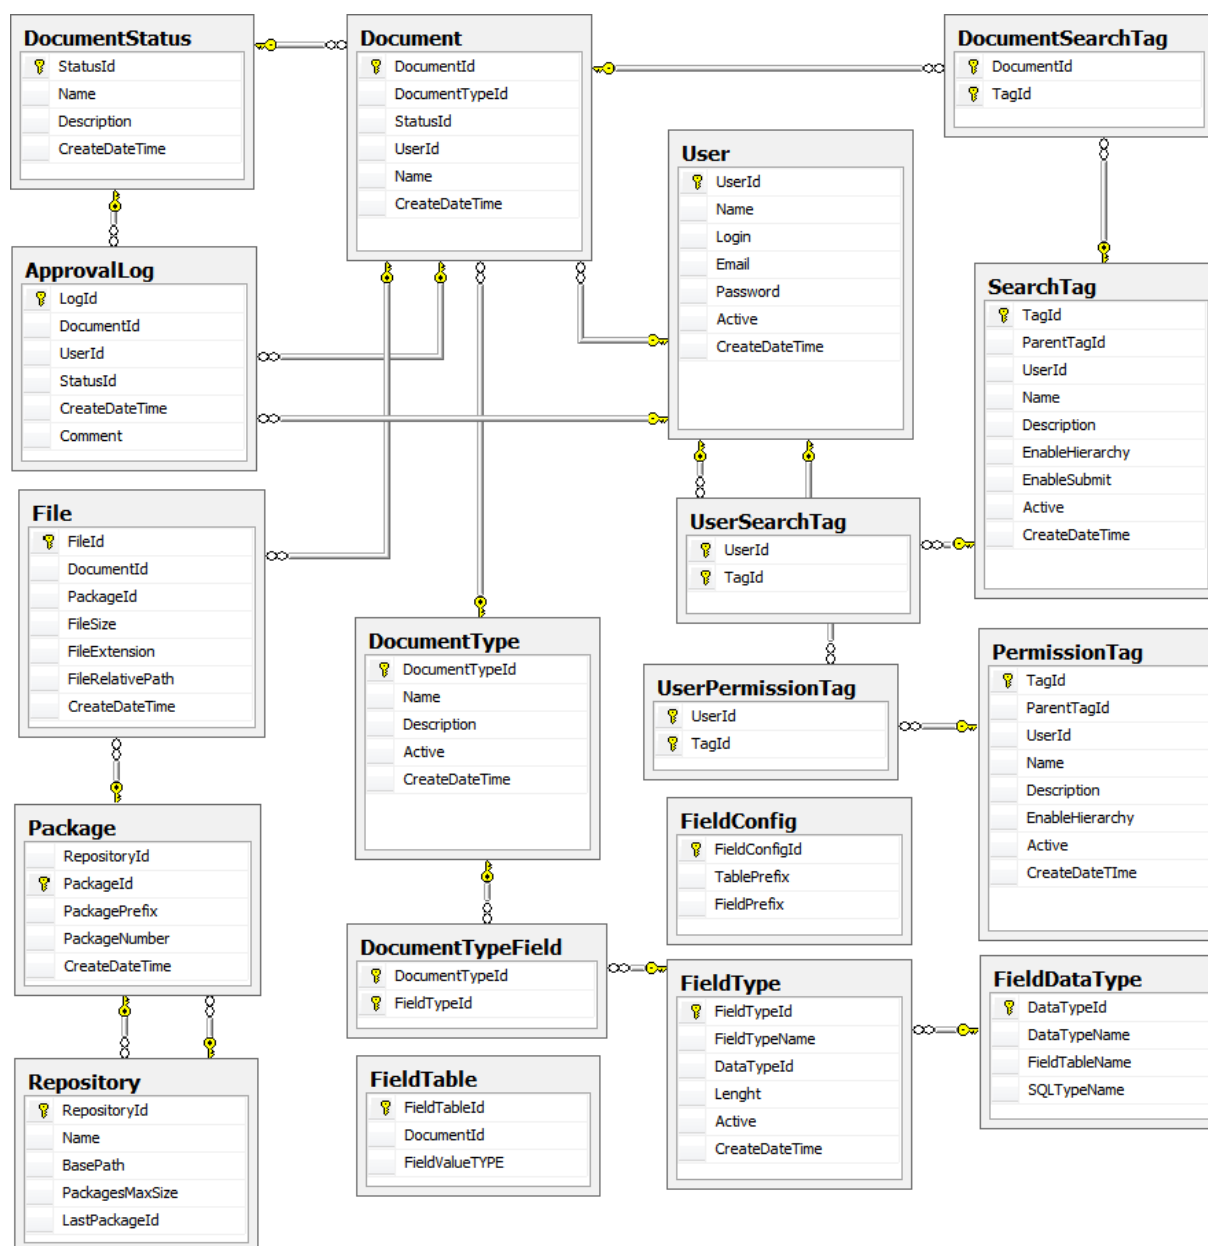 DocumentStatus
StatusId
Name
Description
CreateDateTime
Document
DocumentId
DocumentTypeId
StatusId
UserId
Name
CreateDateTime
DocumentSearchTag
DocumentId
TagId
User
UserId
Name
Login
Email
Password
Active
CreateDateTime
ApprovalLog
LogId
DocumentId
UserId
StatusId
CreateDateTime
Comment
SearchTag
TagId
ParentTagId
UserId
Name
Description
EnableHierarchy
EnableSubmit
Active
CreateDateTime
File
FileId
DocumentId
PackageId
FileSize
FileExtension
FileRelativePath
CreateDateTime
UserSearchTag
UserId
TagId
DocumentType
DocumentTypeId
Name
Description
Active
CreateDateTime
UserPermissionTag
UserId
TagId
PermissionTag
TagId
ParentTagId
UserId
Name
Description
EnableHierarchy
Active
CreateDateTIme
Package
RepositoryId
PackageId
PackagePrefix
PackageNumber
CreateDateTime
FieldConfig
FieldConfigId
TablePrefix
FieldPrefix
DocumentTypeField
DocumentTypeId
FieldTypeId
FieldType
FieldTypeId
FieldTypeName
DataTypeId
Lenght
Active
CreateDateTime
FieldDataType
DataTypeId
DataTypeName
FieldTableName
SQLTypeName
Repository
RepositoryId
Name
BasePath
PackagesMaxSize
LastPackageId
FieldTable
FieldTableId
DocumentId
FieldValueTYPE